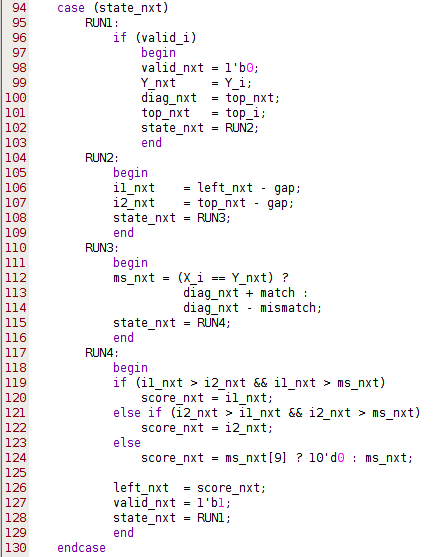 94 case (state_nxt)
95 RUN1:
96 if (valid_i)
97 begin
98 valid_nxt = 1'b0;
99 Y_nxt = Y_i;
100 diag_nxt = top_nxt;
101 top_nxt = top_i;
102 state_nxt = RUN2;
103 end
104 RUN2:
105 begin
106 i1_nxt = left_nxt - gap;
107 i2_nxt = top_nxt - gap;
108 state_nxt = RUN3;
109 end
110 RUN3:
111 begin
112 ms_nxt = (X_i == Y_nxt) ?
113 diag_nxt + match :
114 diag_nxt - mismatch;
115 state_nxt = RUN4;
116 end
117 RUN4:
118 begin
119 if (i1_nxt > i2_nxt && i1_nxt > ms_nxt)
120 score_nxt = i1_nxt;
121 else if (i2_nxt > i1_nxt && i2_nxt > ms_nxt)
122 score_nxt = i2_nxt;
123 else
124 score_nxt = ms_nxt[9] ? 10'd0 : ms_nxt;
125
126 left_nxt = score_nxt;
127 valid_nxt = 1'b1;
128 state_nxt = RUN1;
129 end
130 endcase